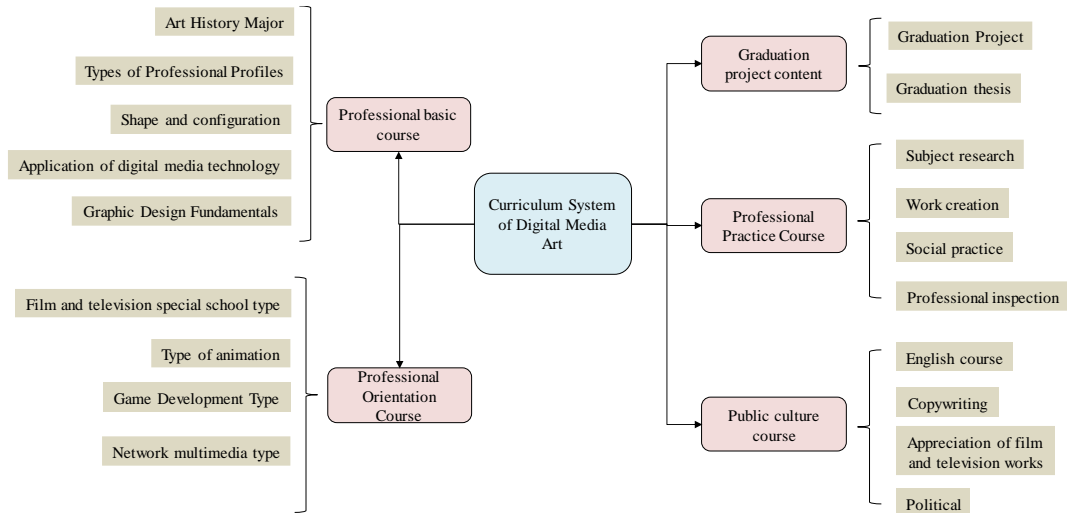 Art History Major
Types of Professional Profiles
Shape and configuration
Application of digital media technology
Graphic Design Fundamentals
Professional basic
course
Film and television special school type
Type of animation
Game Development Type
Network multimedia type
Professional
Orientation
Course
Curriculum System
of Digital Media
Art
Graduation
project content
Graduation Project
Graduation thesis
Professional
Practice Course
Subject research
Work creation
Social practice
Professional inspection
Public culture
course
English course
Copywriting
Appreciation of film
and television works
Political